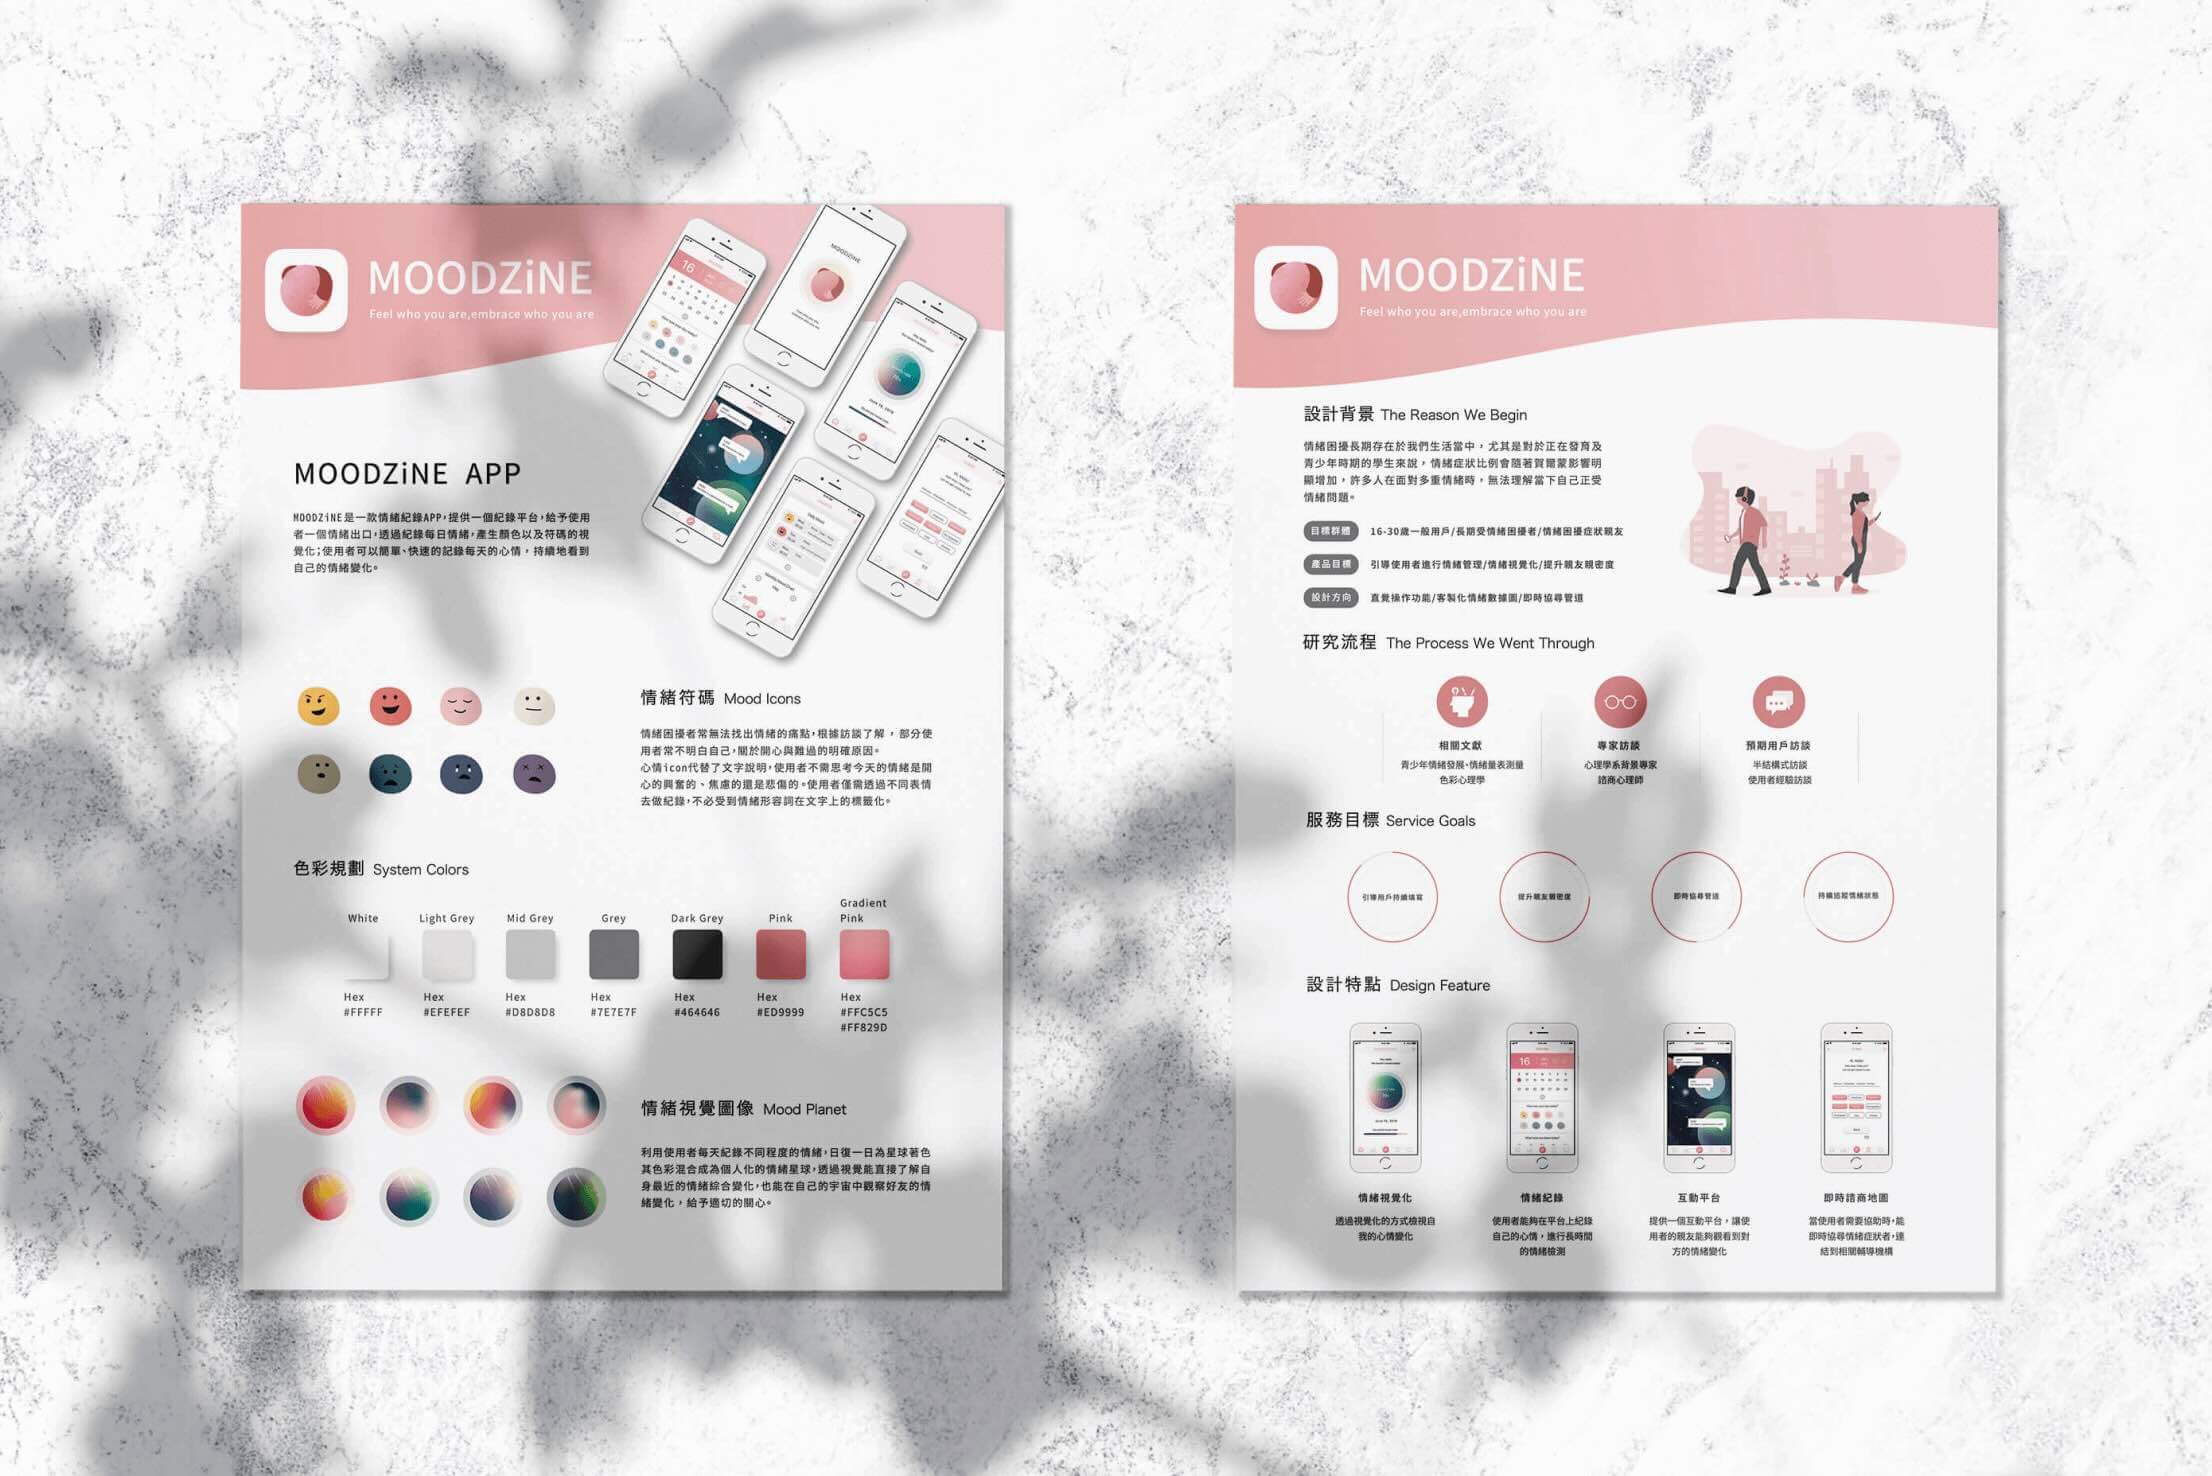 MOODZiNE
Feel who you are,embrace who you are
MOODZiNE APP
MOODZiNE是一款情緒紀錄APP,提供一個紀錄平台,給予使用
者一個情緒出口,透過紀錄每日情緒,產生顏色以及符碼的視
覺化;使用者可以簡單、快速的記錄每天的心情，持續地看到
自己的情緒變化。
情緒符碼 Mood Icons
情緒困擾者常無法找出情緒的痛點,根據訪談了解，部分使
用者常不明白自己,關於開心與難過的明確原因。
心情icon代替了文字說明,使用者不需思考今天的情緒是開
心的興奮的、焦慮的還是悲傷的。使用者僅需透過不同表情
去做紀錄,不必受到情緒形容詞在文字上的標籤化。
色彩規劃 System Colors
White
Light Grey
Mid Grey
Grey
Dark Grey
Pink
Gradient
Pink
Hex
#FFFFF
Hex
#EFEFEF
Hex
#D8D8D8
Hex
#7E7E7F
Hex
#464646
Hex
#ED9999
Hex
#FFC5C5
#FF829D
情緒視覺圖像 Mood Planet
利用使用者每天紀錄不同程度的情緒,日復一日為星球著色
其色彩混合成為個人化的情緒星球,透過視覺能直接了解自
身最近的情緒綜合變化,也能在自己的宇宙中觀察好友的情
緒變化，給予適切的關心。
MOODZiNE
Feel who you are,embrace who you are
設計背景 The Reason We Begin
情緒困擾長期存在於我們生活當中，尤其是對於正在發育及
青少年時期的學生來說，情緒症狀比例會隨著賀爾蒙影響明
顯增加，許多人在面對多重情緒時，無法理解當下自己正受
情緒問題。
目標群體 16-30歲一般用戶/長期受情緒困擾者/情緒困擾症狀親友
產品目標 引導使用者進行情緒管理/情緒視覺化/提升親友親密度
設計方向 直覺操作功能/客製化情緒數據圖/即時協尋管道
研究流程 The Process We Went Through
相關文獻
青少年情緒發展、情緒量表測量
色彩心理學
專家訪談
心理學系背景專家
諮商心理師
預期用戶訪談
半結構式訪談
使用者經驗訪談
服務目標 Service Goals
引導用戶持續填寫
提升親友親密度
即時協尋管道
持續追蹤情緒狀態
設計特點 Design Feature
16
情緒視覺化
透過視覺化的方式檢視自
我的心情變化
情緒紀錄
使用者能夠在平台上紀錄
自己的心情，進行長時間
的情緒檢測
互動平台
提供一個互動平台，讓使
用者的親友能夠觀看到對
方的情緒變化
即時諮商地圖
當使用者需要協助時,能
即時協尋情緒症狀者,連
結到相關輔導機構